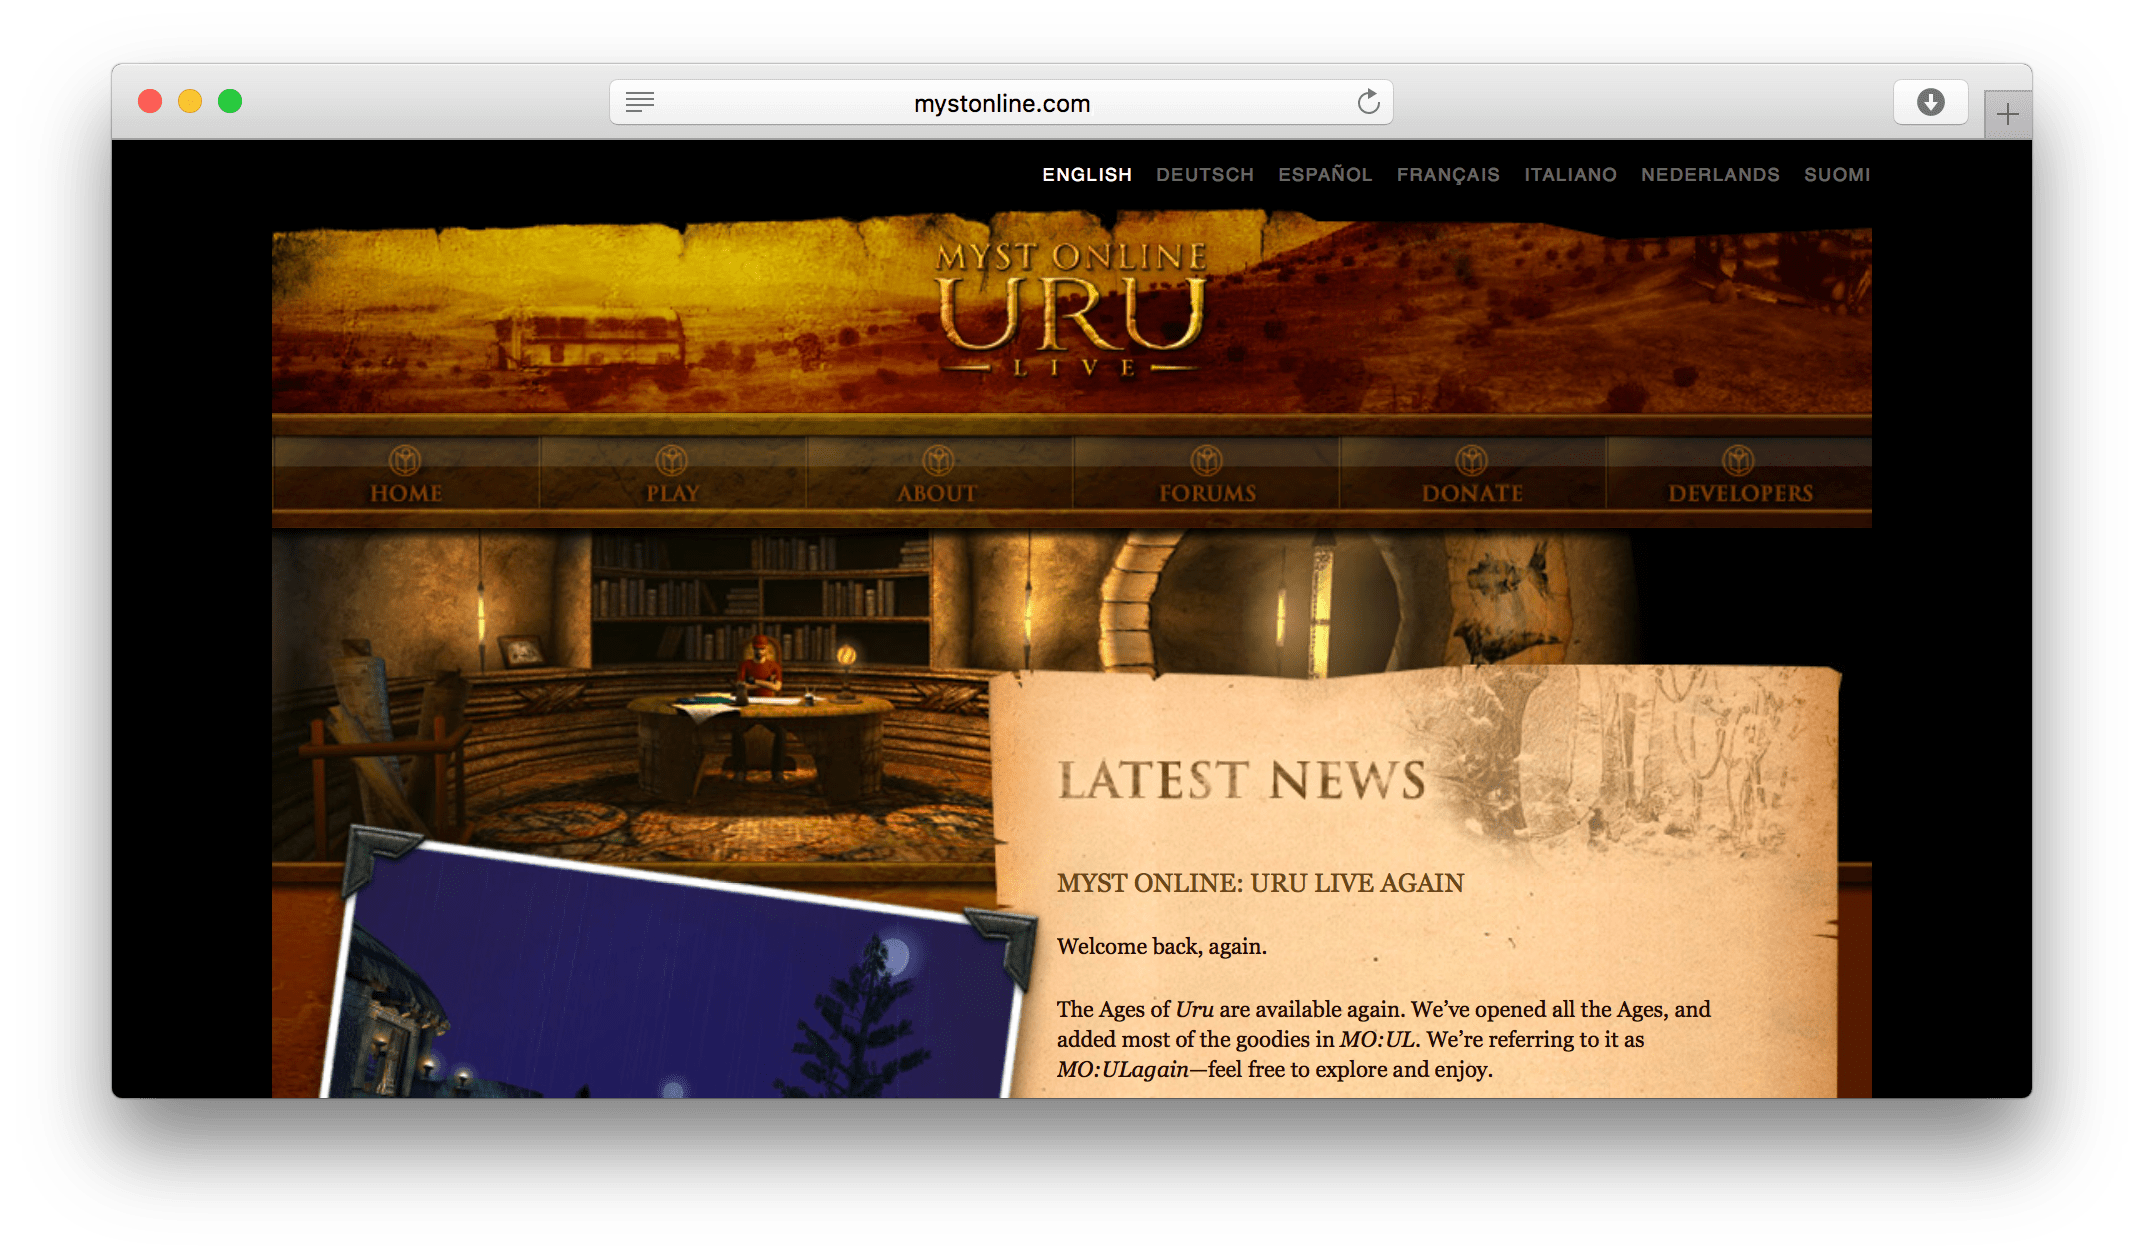 mystonline.com
ENGLISH DEUTSCH ESPAÑOL FRANÇAIS ITALIANO NEDERLANDS SUOMI
MYST ONLINE
URU
LIVE
HOME PLAY ABOUT FORUMS DONATE DEVELOPERS
LATEST NEWS
MYST ONLINE: URU LIVE AGAIN
Welcome back, again.
The Ages of Uru are available again. We’ve opened all the Ages, and
added most of the goodies in MO:UL. We’re referring to it as
MO:ULagain—feel free to explore and enjoy.